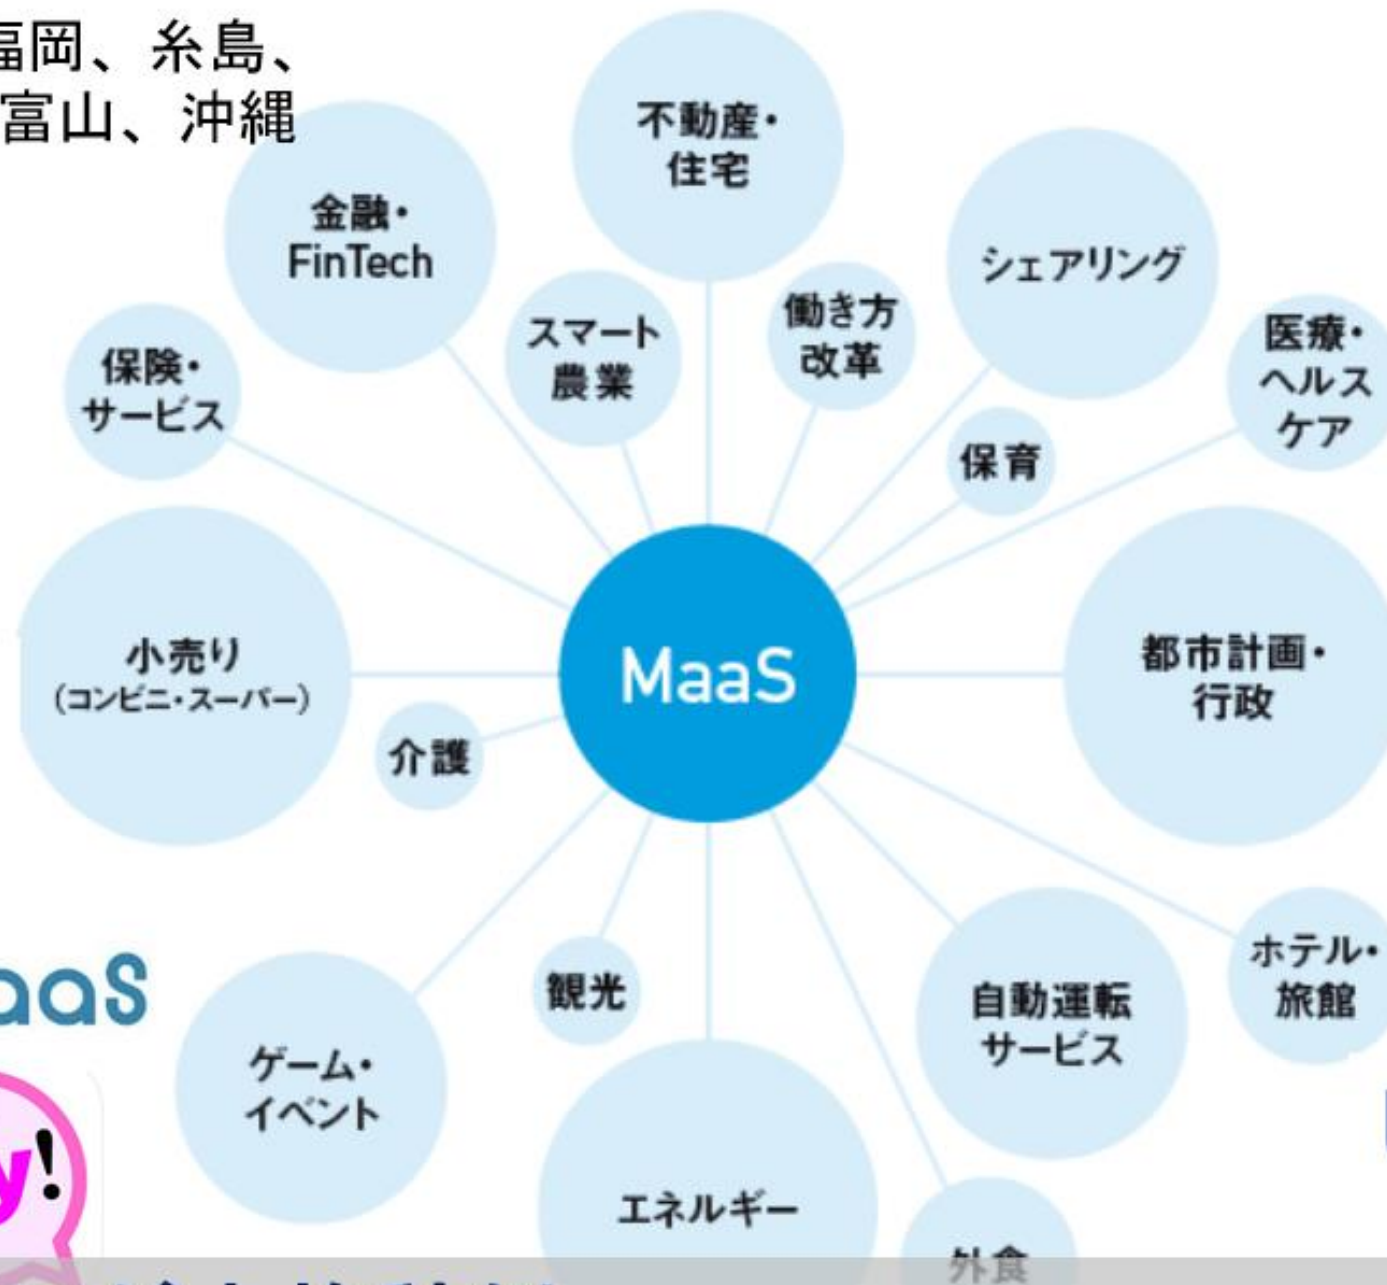 福岡、糸島、
富山、沖縄
不動産・
住宅
金融・
FinTech
シェアリング
スマート
農業
働き方
改革
医療・
ヘルス
ケア
保険・
サービス
保育
小売り
(コンビニ・スーパー)
MaaS
都市計画・
行政
介護
観光
自動運転
サービス
ホテル・
旅館
aaS
ゲーム・
イベント
y!
エネルギー
外食